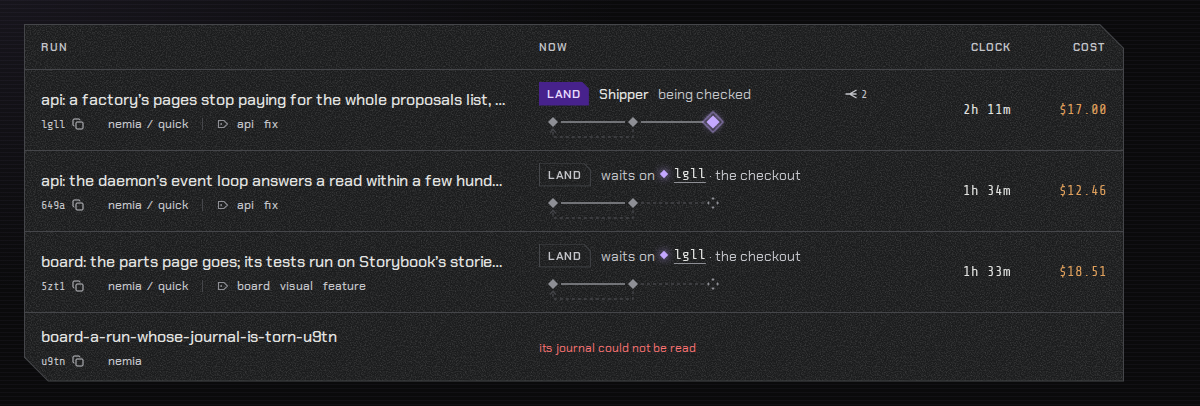 RUN NOW CLOCK COST
api: a factory's pages stop paying for the whole proposals list, ...
LAND Shipper being checked 2
2h 11m $17.00
lgll nemia / quick api fix
api: the daemon's event loop answers a read within a few hund...
LAND waits on lgll · the checkout
1h 34m $12.46
649a nemia / quick api fix
board: the parts page goes; its tests run on Storybook's storie...
LAND waits on lgll · the checkout
1h 33m $18.51
5zt1 nemia / quick board visual feature
board-a-run-whose-journal-is-torn-u9tn
its journal could not be read
u9tn nemia